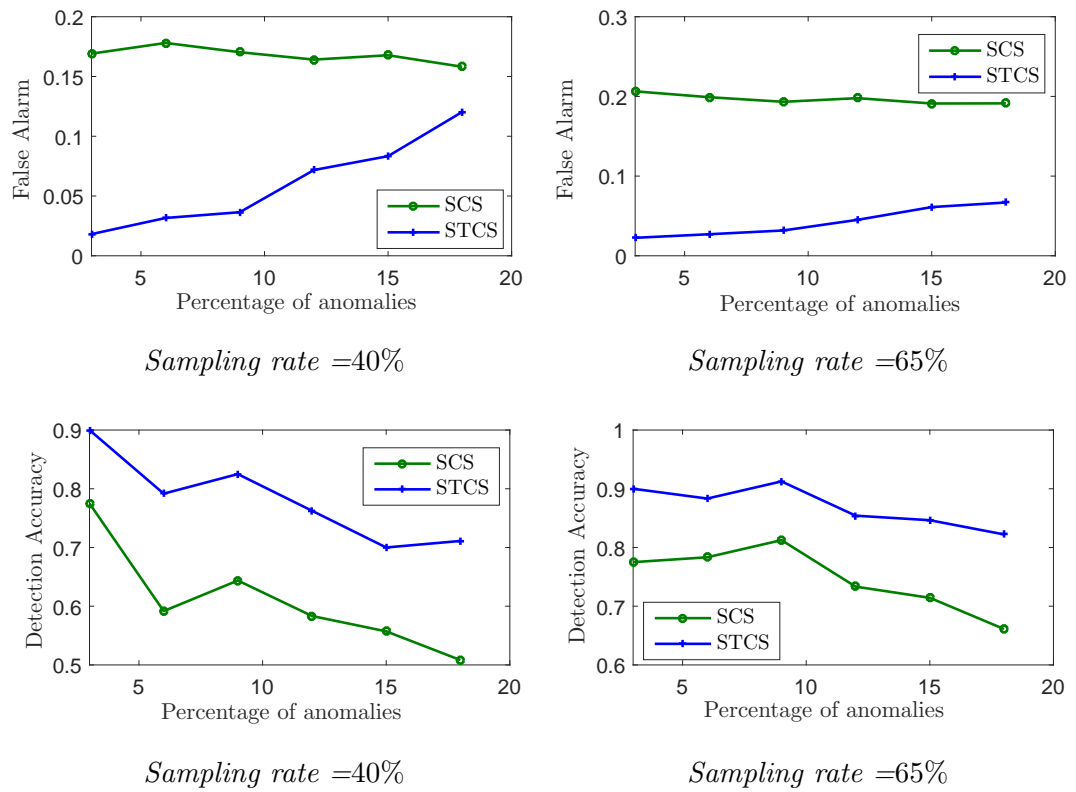 0.2
0.15
0.1
0.05
0
False Alarm
SCS
STCS
5
10
15
20
Percentage of anomalies
Sampling rate =40%
0.3
0.2
0.1
0
False Alarm
SCS
STCS
5
10
15
20
Percentage of anomalies
Sampling rate =65%
0.9
0.8
0.7
0.6
0.5
Detection Accuracy
SCS
STCS
5
10
15
20
Percentage of anomalies
Sampling rate =40%
1
0.9
0.8
0.7
0.6
Detection Accuracy
SCS
STCS
5
10
15
20
Percentage of anomalies
Sampling rate =65%